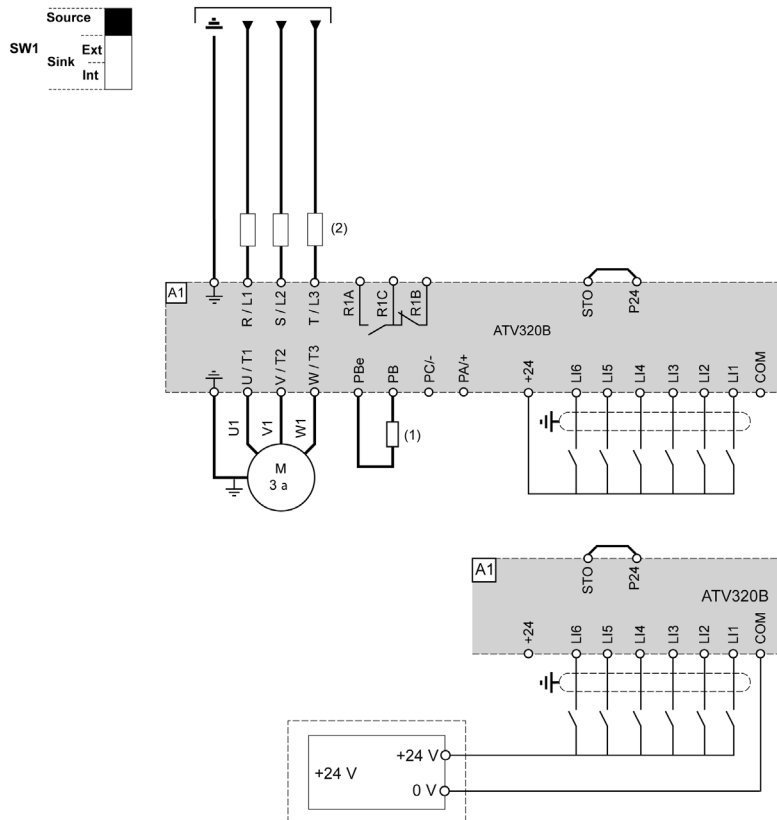 Source
SW1
Ext
Sink
Int
(2)
A1
R / L1
S / L2
T / L3
R1A
R1C
R1B
STO
P24
ATV320B
U / T1
V / T2
W / T3
PBe
PB
PC/-
PA/+
+24
LI6
LI5
LI4
LI3
LI2
LI1
COM
U1
V1
W1
(1)
M
3 a
A1
STO
P24
ATV320B
+24
LI6
LI5
LI4
LI3
LI2
LI1
COM
+24 V
+24 V
0 V